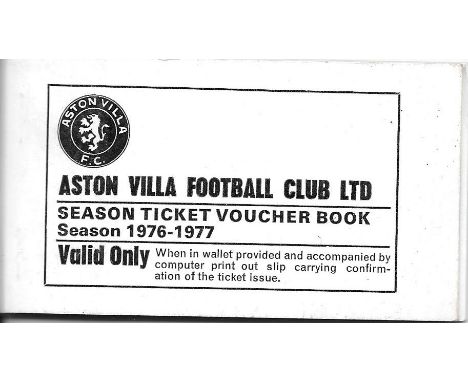 ASTON VILLA
F.C.
ASTON VILLA FOOTBALL CLUB LTD
SEASON TICKET VOUCHER BOOK
Season 1976-1977
Valid Only When in wallet provided and accompanied by
computer print out slip carrying confirm-
ation of the ticket issue.